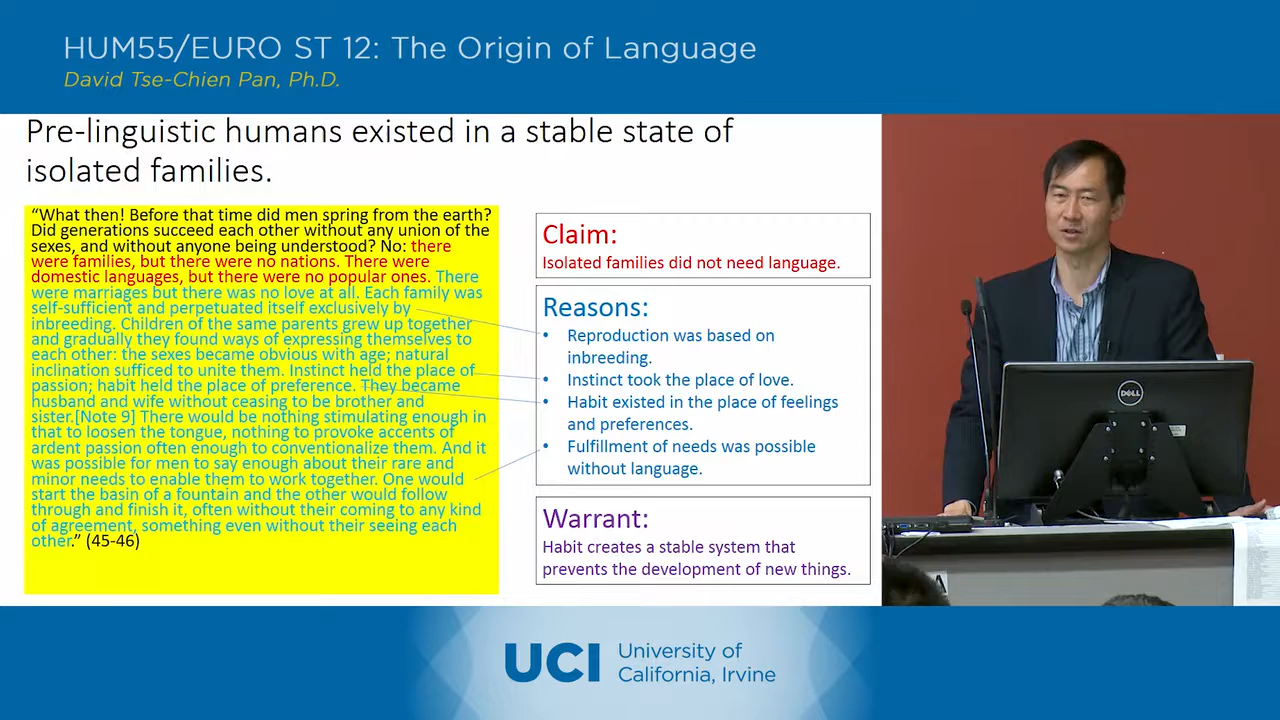 HUM55/EURO ST 12: The Origin of Language
David Tse-Chien Pan, Ph.D.
Pre-linguistic humans existed in a stable state of
isolated families.
“What then! Before that time did men spring from the earth?
Did generations succeed each other without any union of the
sexes, and without anyone being understood? No: there
were families, but there were no nations. There were
domestic languages, but there were no popular ones. There
were marriages but there was no love at all. Each family was
self-sufficient and perpetuated itself exclusively by
inbreeding. Children of the same parents grew up together
and gradually they found ways of expressing themselves to
each other: the sexes became obvious with age; natural
inclination sufficed to unite them. Instinct held the place of
passion; habit held the place of preference. They became
husband and wife without ceasing to be brother and
sister.[Note 9] There would be nothing stimulating enough in
that to loosen the tongue, nothing to provoke accents of
ardent passion often enough to conventionalize them. And it
was possible for men to say enough about their rare and
minor needs to enable them to work together. One would
start the basin of a fountain and the other would follow
through and finish it, often without their coming to any kind
of agreement, something even without their seeing each
other.” (45-46)
Claim:
Isolated families did not need language.
Reasons:
• Reproduction was based on
inbreeding.
• Instinct took the place of love.
• Habit existed in the place of feelings
and preferences.
• Fulfillment of needs was possible
without language.
Warrant:
Habit creates a stable system that
prevents the development of new things.
DELL
A
UCI
University of
California, Irvine